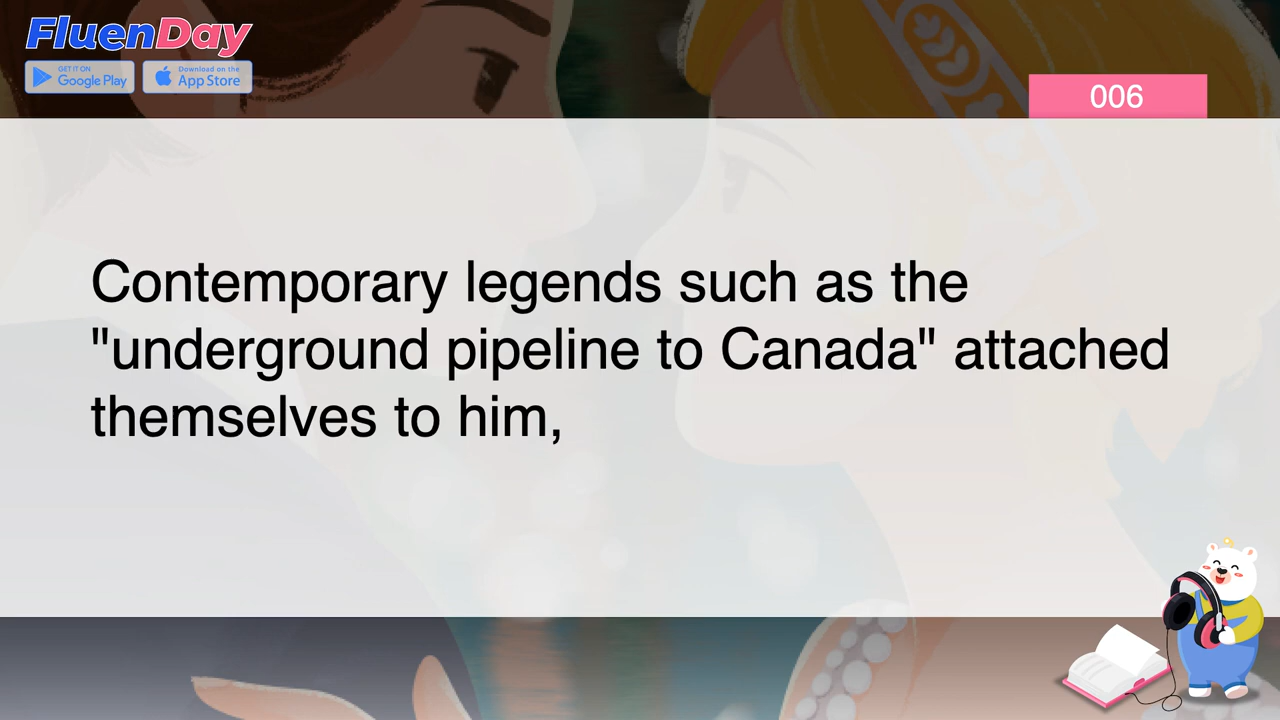 FluenDay
GET IT ON
Google Play
Download on the
App Store
006
Contemporary legends such as the
"underground pipeline to Canada" attached
themselves to him,